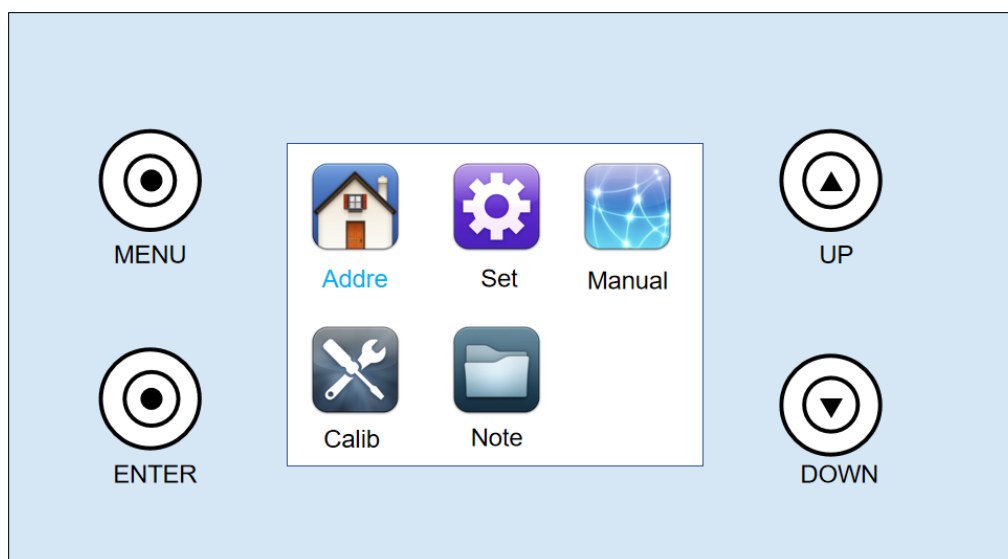 MENU
UP
Addre
Set
Manual
Calib
Note
ENTER
DOWN